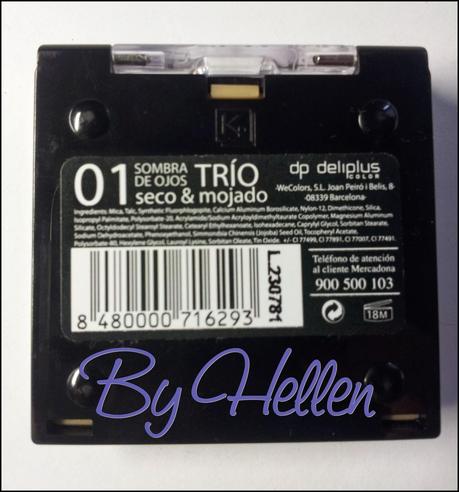 01 SOMBRA DE OJOS TRÍO seco & mojado
dp deliplus
COLOR
-WeColors, S.L. Joan Peiró i Belis, 8-
-08339 Barcelona-
Ingredients: Mica, Talc, Synthetic Fluorphlogopite, Calcium Aluminum Borosilicate, Nylon-12, Dimethicone, Silica,
Isopropyl Palmitate, Polysorbate-20, Acrylate/Sodium Acryloyldimethyltaurate Copolymer, Magnesium Aluminum
Silicate, Octyldodecyl Stearoyl Stearate, Cetearyl Ethylhexanoate, Isohexadecane, Caprylyl Glycol, Sorbitan Stearate,
Sodium Dehydroacetate, Phenoxyethanol, Simmondsia Chinensis (Jojoba) Seed Oil, Tocopheryl Acetate,
Polysorbate-80, Hexylene Glycol, Lauroyl Lysine, Sorbitan Oleate, Tin Oxide. +/- CI 77499, CI 77891, CI 77007, CI 77491.
L.230781
8 480000 716293
Teléfono de atención
al cliente Mercadona
900 500 103
18M
By Hellen